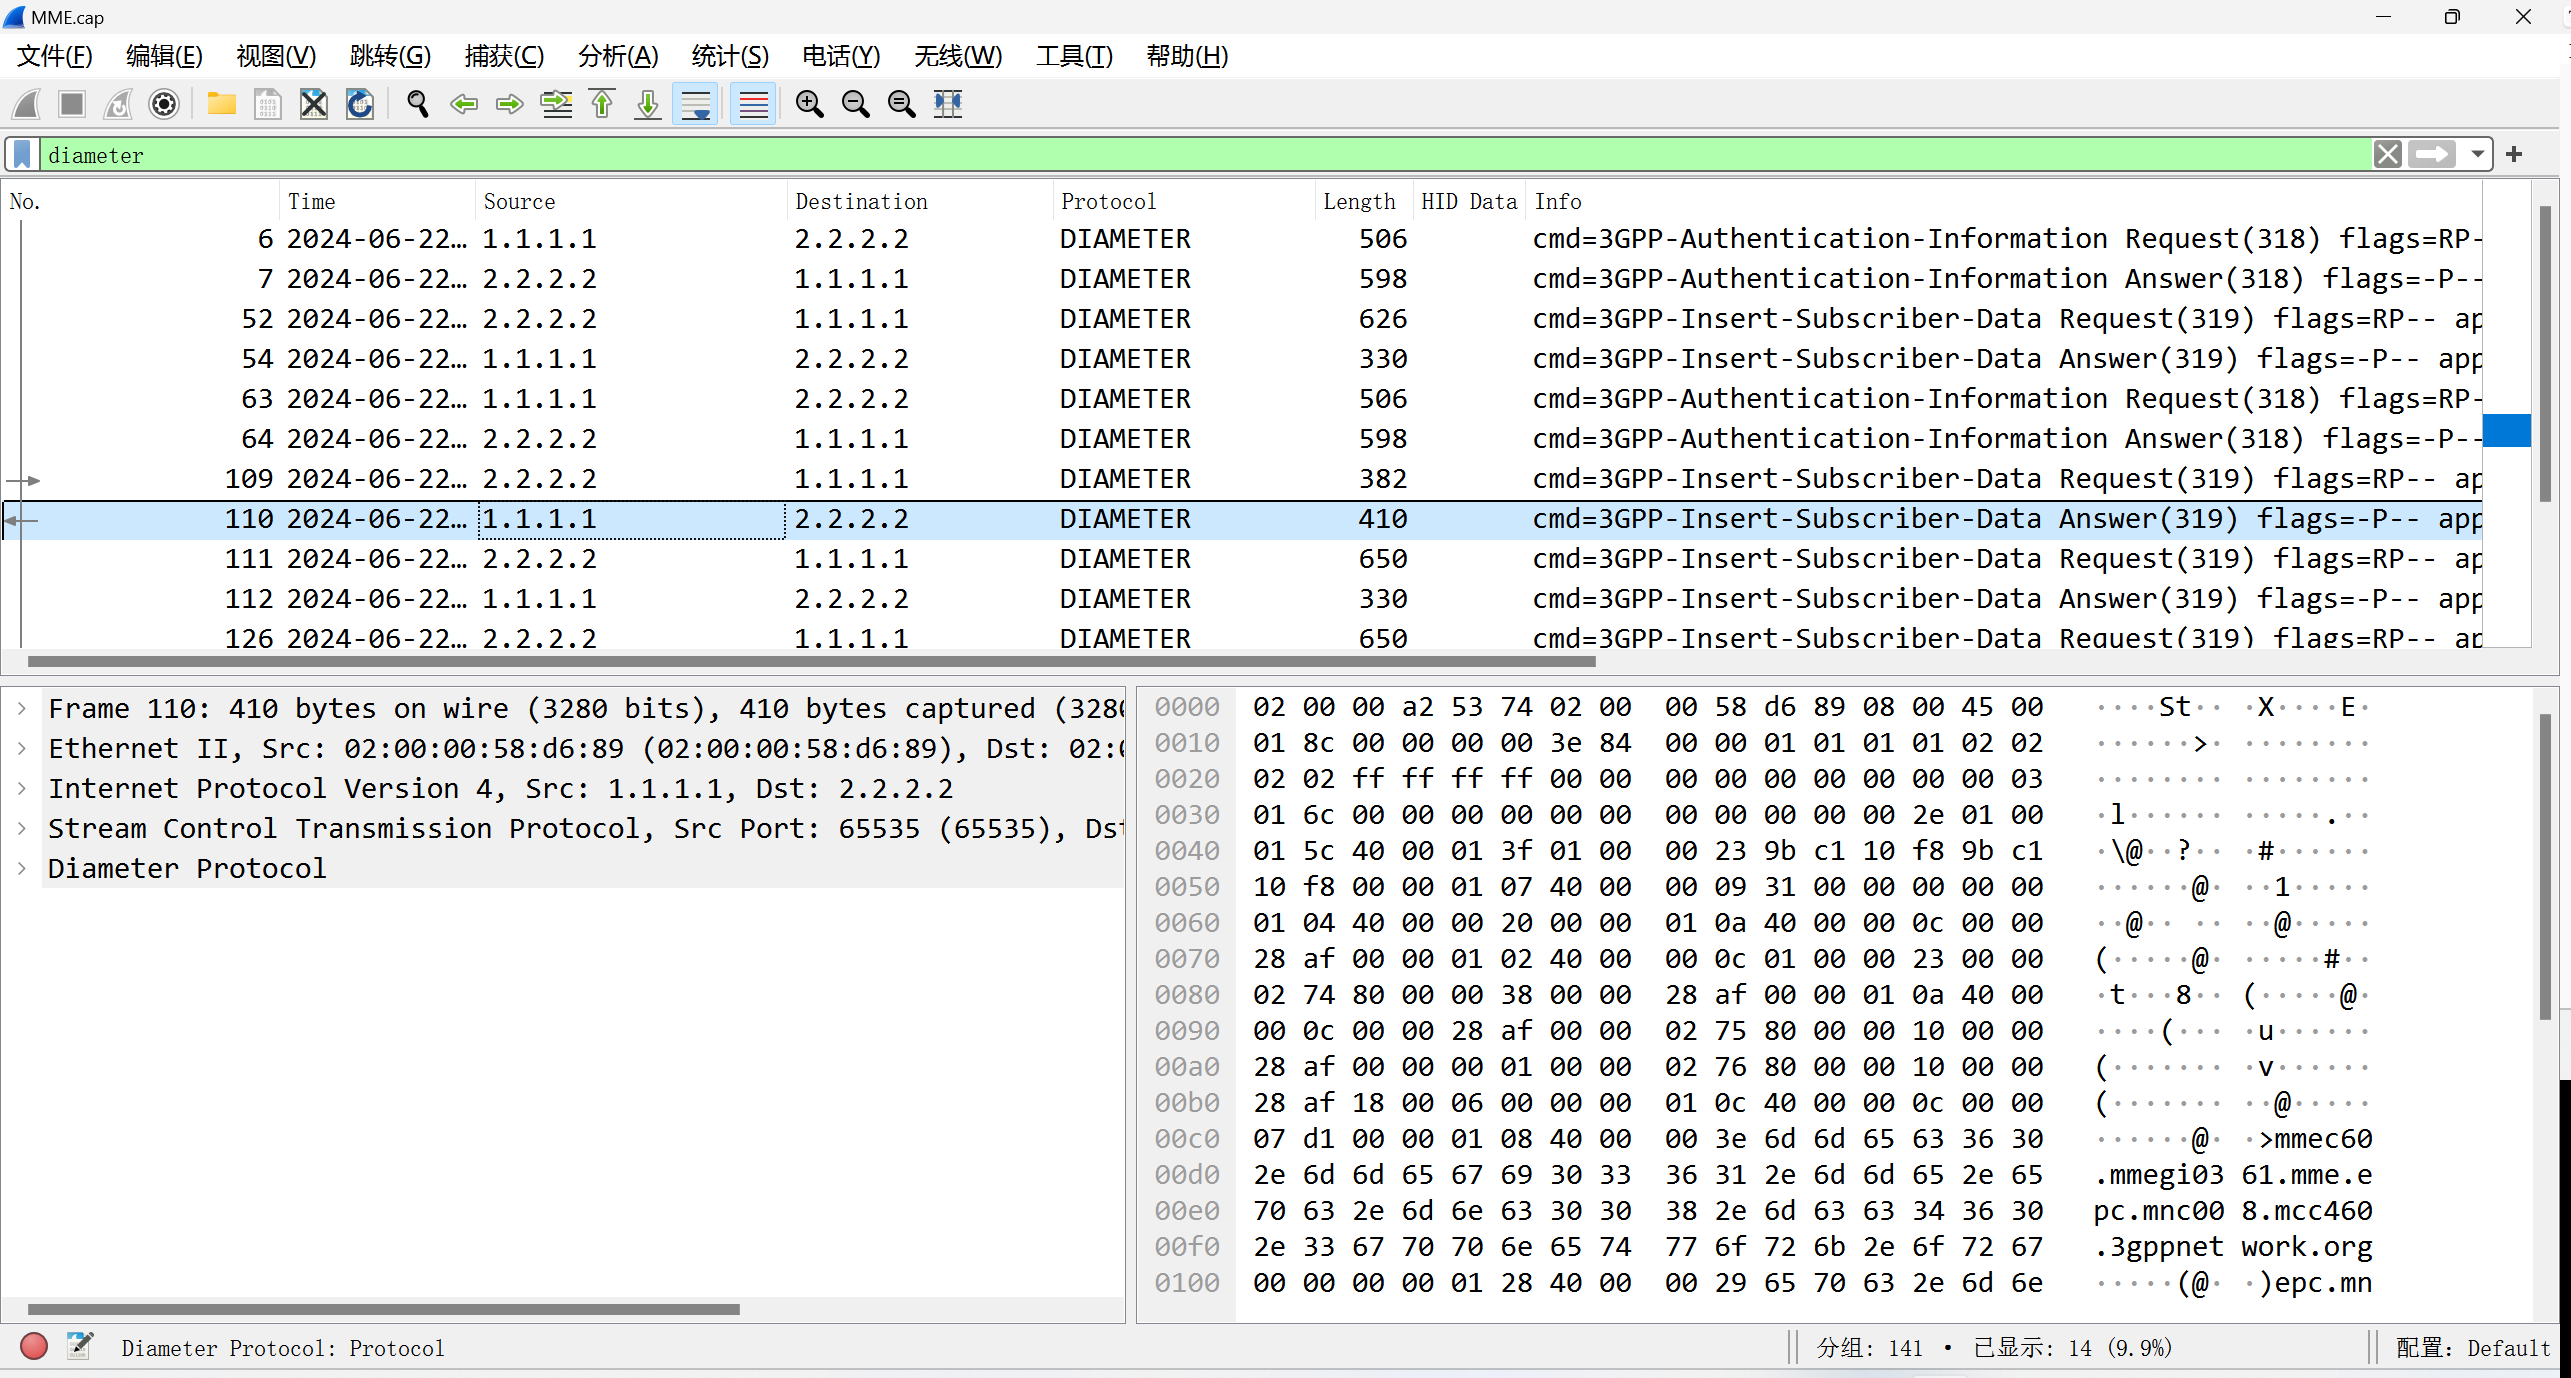 MME.cap
文件(F) 编辑(E) 视图(V) 跳转(G) 捕获(C) 分析(A) 统计(S) 电话(Y) 无线(W) 工具(T) 帮助(H)
diameter
No. Time Source Destination Protocol Length HID Data Info
6 2024-06-22… 1.1.1.1 2.2.2.2 DIAMETER 506 cmd=3GPP-Authentication-Information Request(318) flags=RP-
7 2024-06-22… 2.2.2.2 1.1.1.1 DIAMETER 598 cmd=3GPP-Authentication-Information Answer(318) flags=-P--
52 2024-06-22… 2.2.2.2 1.1.1.1 DIAMETER 626 cmd=3GPP-Insert-Subscriber-Data Request(319) flags=RP-- ap
54 2024-06-22… 1.1.1.1 2.2.2.2 DIAMETER 330 cmd=3GPP-Insert-Subscriber-Data Answer(319) flags=-P-- app
63 2024-06-22… 1.1.1.1 2.2.2.2 DIAMETER 506 cmd=3GPP-Authentication-Information Request(318) flags=RP-
64 2024-06-22… 2.2.2.2 1.1.1.1 DIAMETER 598 cmd=3GPP-Authentication-Information Answer(318) flags=-P--
109 2024-06-22… 2.2.2.2 1.1.1.1 DIAMETER 382 cmd=3GPP-Insert-Subscriber-Data Request(319) flags=RP-- ap
110 2024-06-22… 1.1.1.1 2.2.2.2 DIAMETER 410 cmd=3GPP-Insert-Subscriber-Data Answer(319) flags=-P-- app
111 2024-06-22… 2.2.2.2 1.1.1.1 DIAMETER 650 cmd=3GPP-Insert-Subscriber-Data Request(319) flags=RP-- ap
112 2024-06-22… 1.1.1.1 2.2.2.2 DIAMETER 330 cmd=3GPP-Insert-Subscriber-Data Answer(319) flags=-P-- app
126 2024-06-22… 2.2.2.2 1.1.1.1 DIAMETER 650 cmd=3GPP-Insert-Subscriber-Data Request(319) flags=RP-- ap
Frame 110: 410 bytes on wire (3280 bits), 410 bytes captured (328
Ethernet II, Src: 02:00:00:58:d6:89 (02:00:00:58:d6:89), Dst: 02:
Internet Protocol Version 4, Src: 1.1.1.1, Dst: 2.2.2.2
Stream Control Transmission Protocol, Src Port: 65535 (65535), Dst
Diameter Protocol
0000 02 00 00 a2 53 74 02 00 00 58 d6 89 08 00 45 00 ····St·· ·X····E·
0010 01 8c 00 00 00 00 3e 84 00 00 01 01 01 01 02 02 ······>· ········
0020 02 02 ff ff ff ff 00 00 00 00 00 00 00 00 00 03 ········ ········
0030 01 6c 00 00 00 00 00 00 00 00 00 00 00 2e 01 00 ·l······ ·····.··
0040 01 5c 40 00 01 3f 01 00 00 23 9b c1 10 f8 9b c1 ·\@··?·· ·#······
0050 10 f8 00 00 01 07 40 00 00 09 31 00 00 00 00 00 ······@· ··1·····
0060 01 04 40 00 00 20 00 00 01 0a 40 00 00 0c 00 00 ··@·· ·· ··@·····
0070 28 af 00 00 01 02 40 00 00 0c 01 00 00 23 00 00 (·····@· ·····#··
0080 02 74 80 00 00 38 00 00 28 af 00 00 01 0a 40 00 ·t···8·· (·····@·
0090 00 0c 00 00 28 af 00 00 02 75 80 00 00 10 00 00 ····(··· ·u······
00a0 28 af 00 00 00 01 00 00 02 76 80 00 00 10 00 00 (······· ·v······
00b0 28 af 18 00 06 00 00 00 01 0c 40 00 00 0c 00 00 (······· ··@·····
00c0 07 d1 00 00 01 08 40 00 00 3e 6d 6d 65 63 36 30 ······@· ·>mmec60
00d0 2e 6d 6d 65 67 69 30 33 36 31 2e 6d 6d 65 2e 65 .mmegi03 61.mme.e
00e0 70 63 2e 6d 6e 63 30 30 38 2e 6d 63 63 34 36 30 pc.mnc00 8.mcc460
00f0 2e 33 67 70 70 6e 65 74 77 6f 72 6b 2e 6f 72 67 .3gppnet work.org
0100 00 00 00 00 01 28 40 00 00 29 65 70 63 2e 6d 6e ·····(@· ·)epc.mn
Diameter Protocol: Protocol 分组: 141 · 已显示: 14 (9.9%) 配置: Default